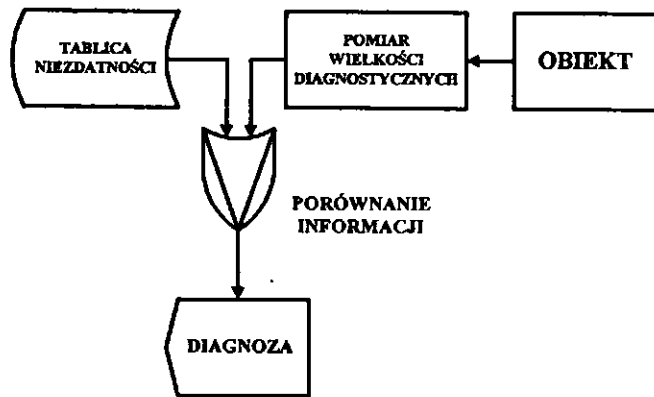 TABLICA
NIEZDATNOŚCI
POMIAR
WIELKOŚCI
DIAGNOSTYCZNYCH
OBIEKT
PORÓWNANIE
INFORMACJI
DIAGNOZA